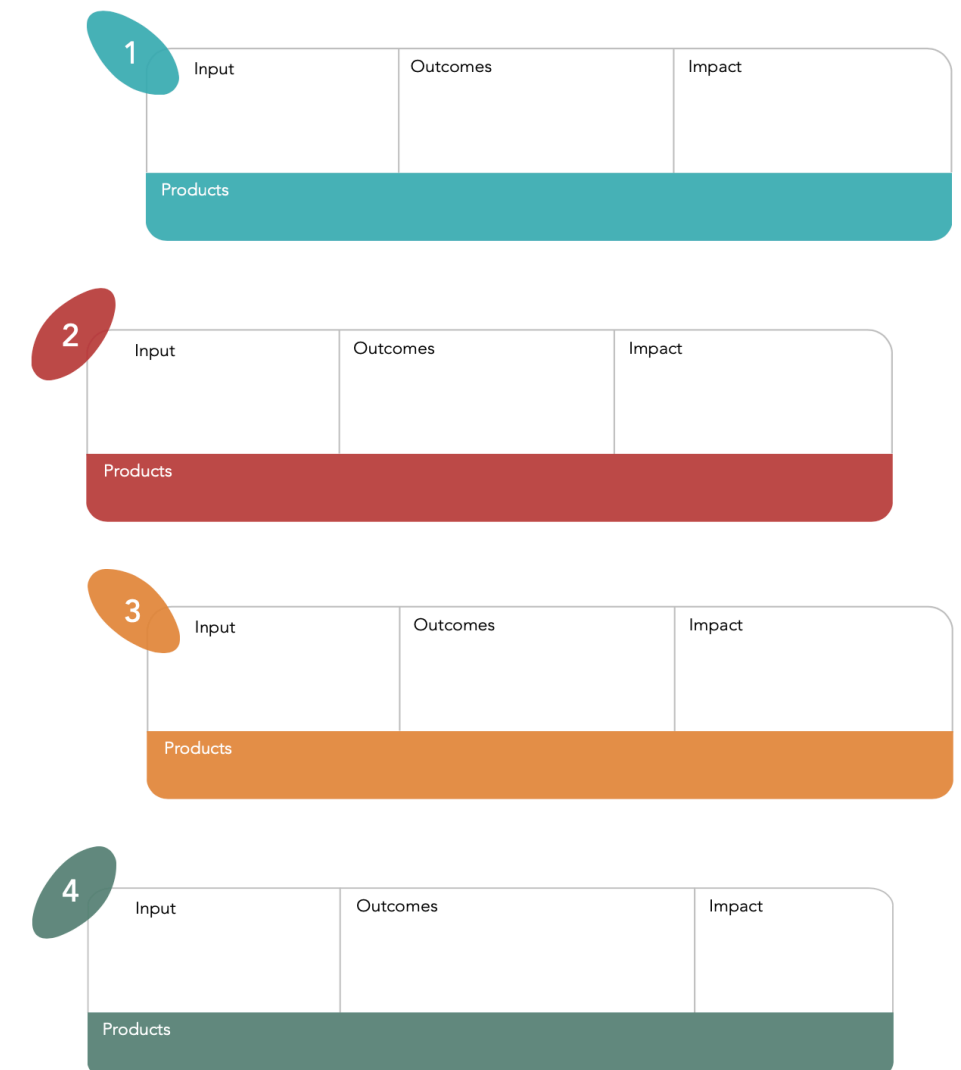 1
Input
Outcomes
Impact
Products
2
Input
Outcomes
Impact
Products
3
Input
Outcomes
Impact
Products
4
Input
Outcomes
Impact
Products